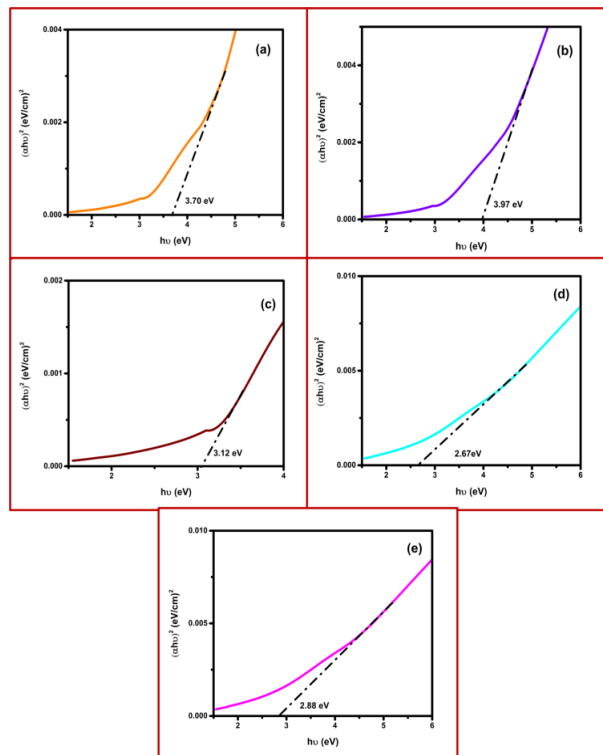 (a)
(αhυ)² (eV/cm)²
0.004
0.002
0.000
3.70 eV
2 3 4 5 6
hυ (eV)
(b)
(αhυ)² (eV/cm)²
0.004
0.002
0.000
3.97 eV
2 3 4 5 6
hυ (eV)
(c)
(αhυ)² (eV/cm)²
0.002
0.001
0.000
3.12 eV
2 3 4
hυ (eV)
(d)
(αhυ)² (eV/cm)²
0.010
0.005
0.000
2.67eV
2 3 4 5 6
hυ (eV)
(e)
(αhυ)² (eV/cm)²
0.010
0.005
0.000
2.88 eV
2 3 4 5 6
hυ (eV)